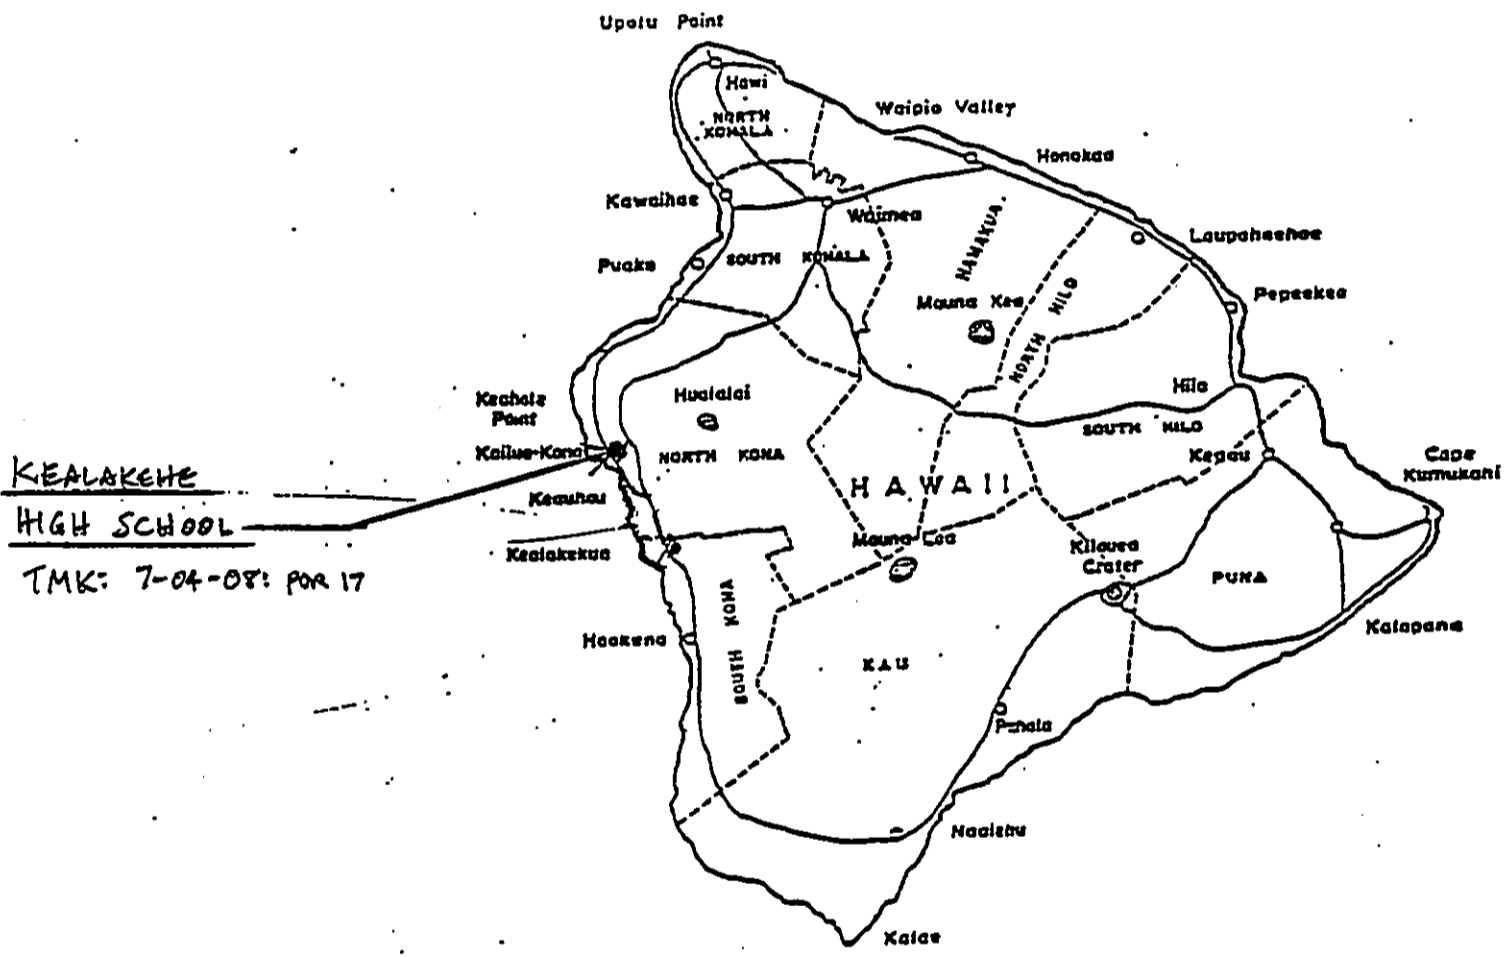 Upolu Point
Hawi
NORTH
KOHALA
Waipio Valley
Honokaa
Kawaihae
Waimea
HAMAKUA
Laupahoehoe
Puako
SOUTH KOHALA
NORTH HILO
Mauna Kea
Pepeekeo
Keahole
Point
Hualalai
Hilo
SOUTH HILO
Kailua-Kona
NORTH KONA
Keaau
Cape
Kumukahi
KEALAKEHE
HIGH SCHOOL
TMK: 7-04-08: POR 17
Keauhou
HAWAII
Kealakekua
Mauna Loa
Kilauea
Crater
PUNA
SOUTH KONA
Hookena
KAU
Kalapana
Pahala
Naalehu
Kalae